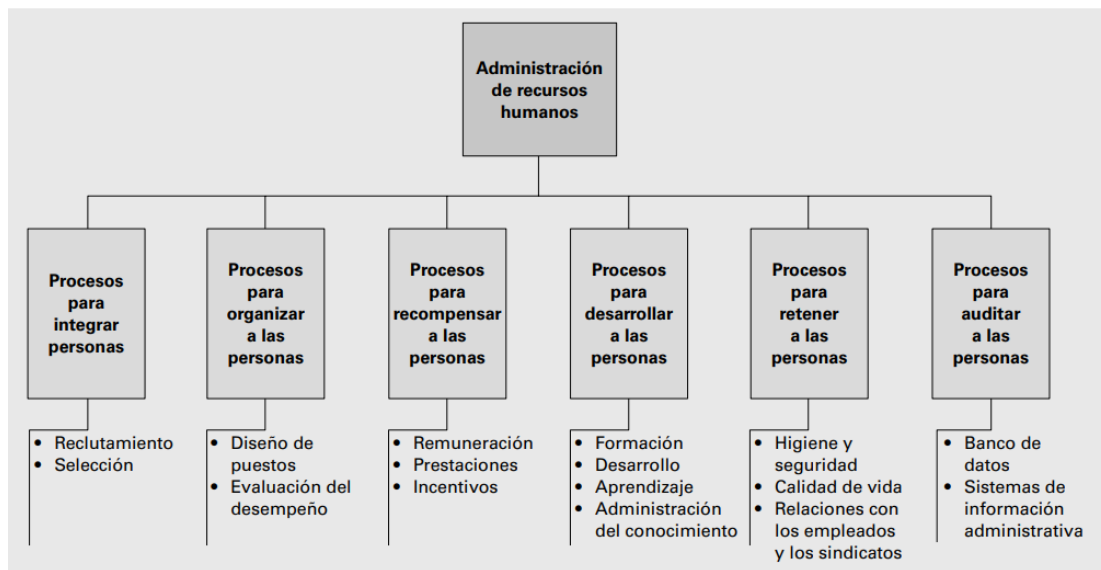 Administración
de recursos
humanos
Procesos
para
integrar
personas
Procesos
para
organizar
a las
personas
Procesos
para
recompensar
a las
personas
Procesos
para
desarrollar
a las
personas
Procesos
para
retener
a las
personas
Procesos
para
auditar
a las
personas
• Reclutamiento
• Selección
• Diseño de
puestos
• Evaluación del
desempeño
• Remuneración
• Prestaciones
• Incentivos
• Formación
• Desarrollo
• Aprendizaje
• Administración
del conocimiento
• Higiene y
seguridad
• Calidad de vida
• Relaciones con
los empleados
y los sindicatos
• Banco de
datos
• Sistemas de
información
administrativa